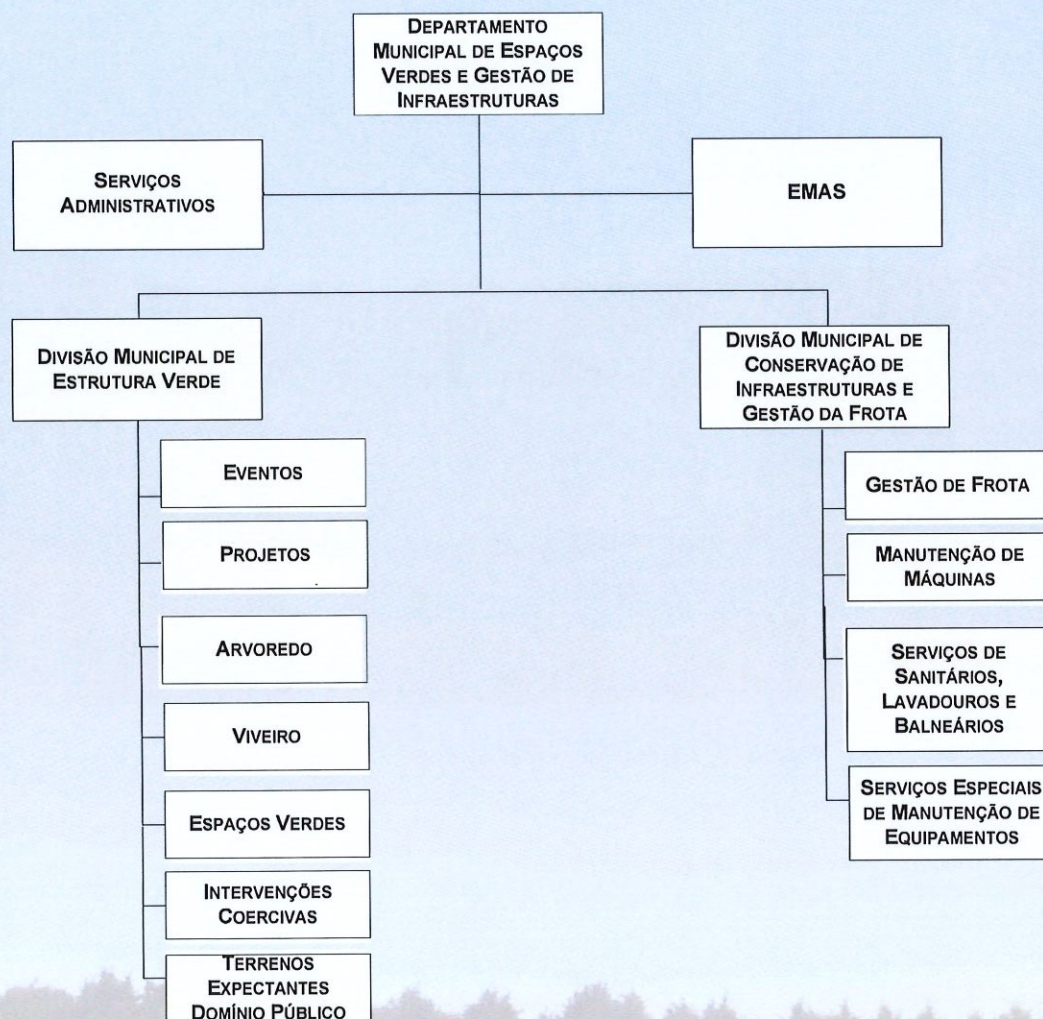 DEPARTAMENTO
MUNICIPAL DE ESPAÇOS
VERDES E GESTÃO DE
INFRAESTRUTURAS
SERVIÇOS
ADMINISTRATIVOS
EMAS
DIVISÃO MUNICIPAL DE
ESTRUTURA VERDE
EVENTOS
PROJETOS
ARVOREDO
VIVEIRO
ESPAÇOS VERDES
INTERVENÇÕES
COERCIVAS
TERRENOS
EXPECTANTES
DOMÍNIO PÚBLICO
DIVISÃO MUNICIPAL DE
CONSERVAÇÃO DE
INFRAESTRUTURAS E
GESTÃO DA FROTA
GESTÃO DE FROTA
MANUTENÇÃO DE
MÁQUINAS
SERVIÇOS DE
SANITÁRIOS,
LAVADOUROS E
BALNEÁRIOS
SERVIÇOS ESPECIAIS
DE MANUTENÇÃO DE
EQUIPAMENTOS